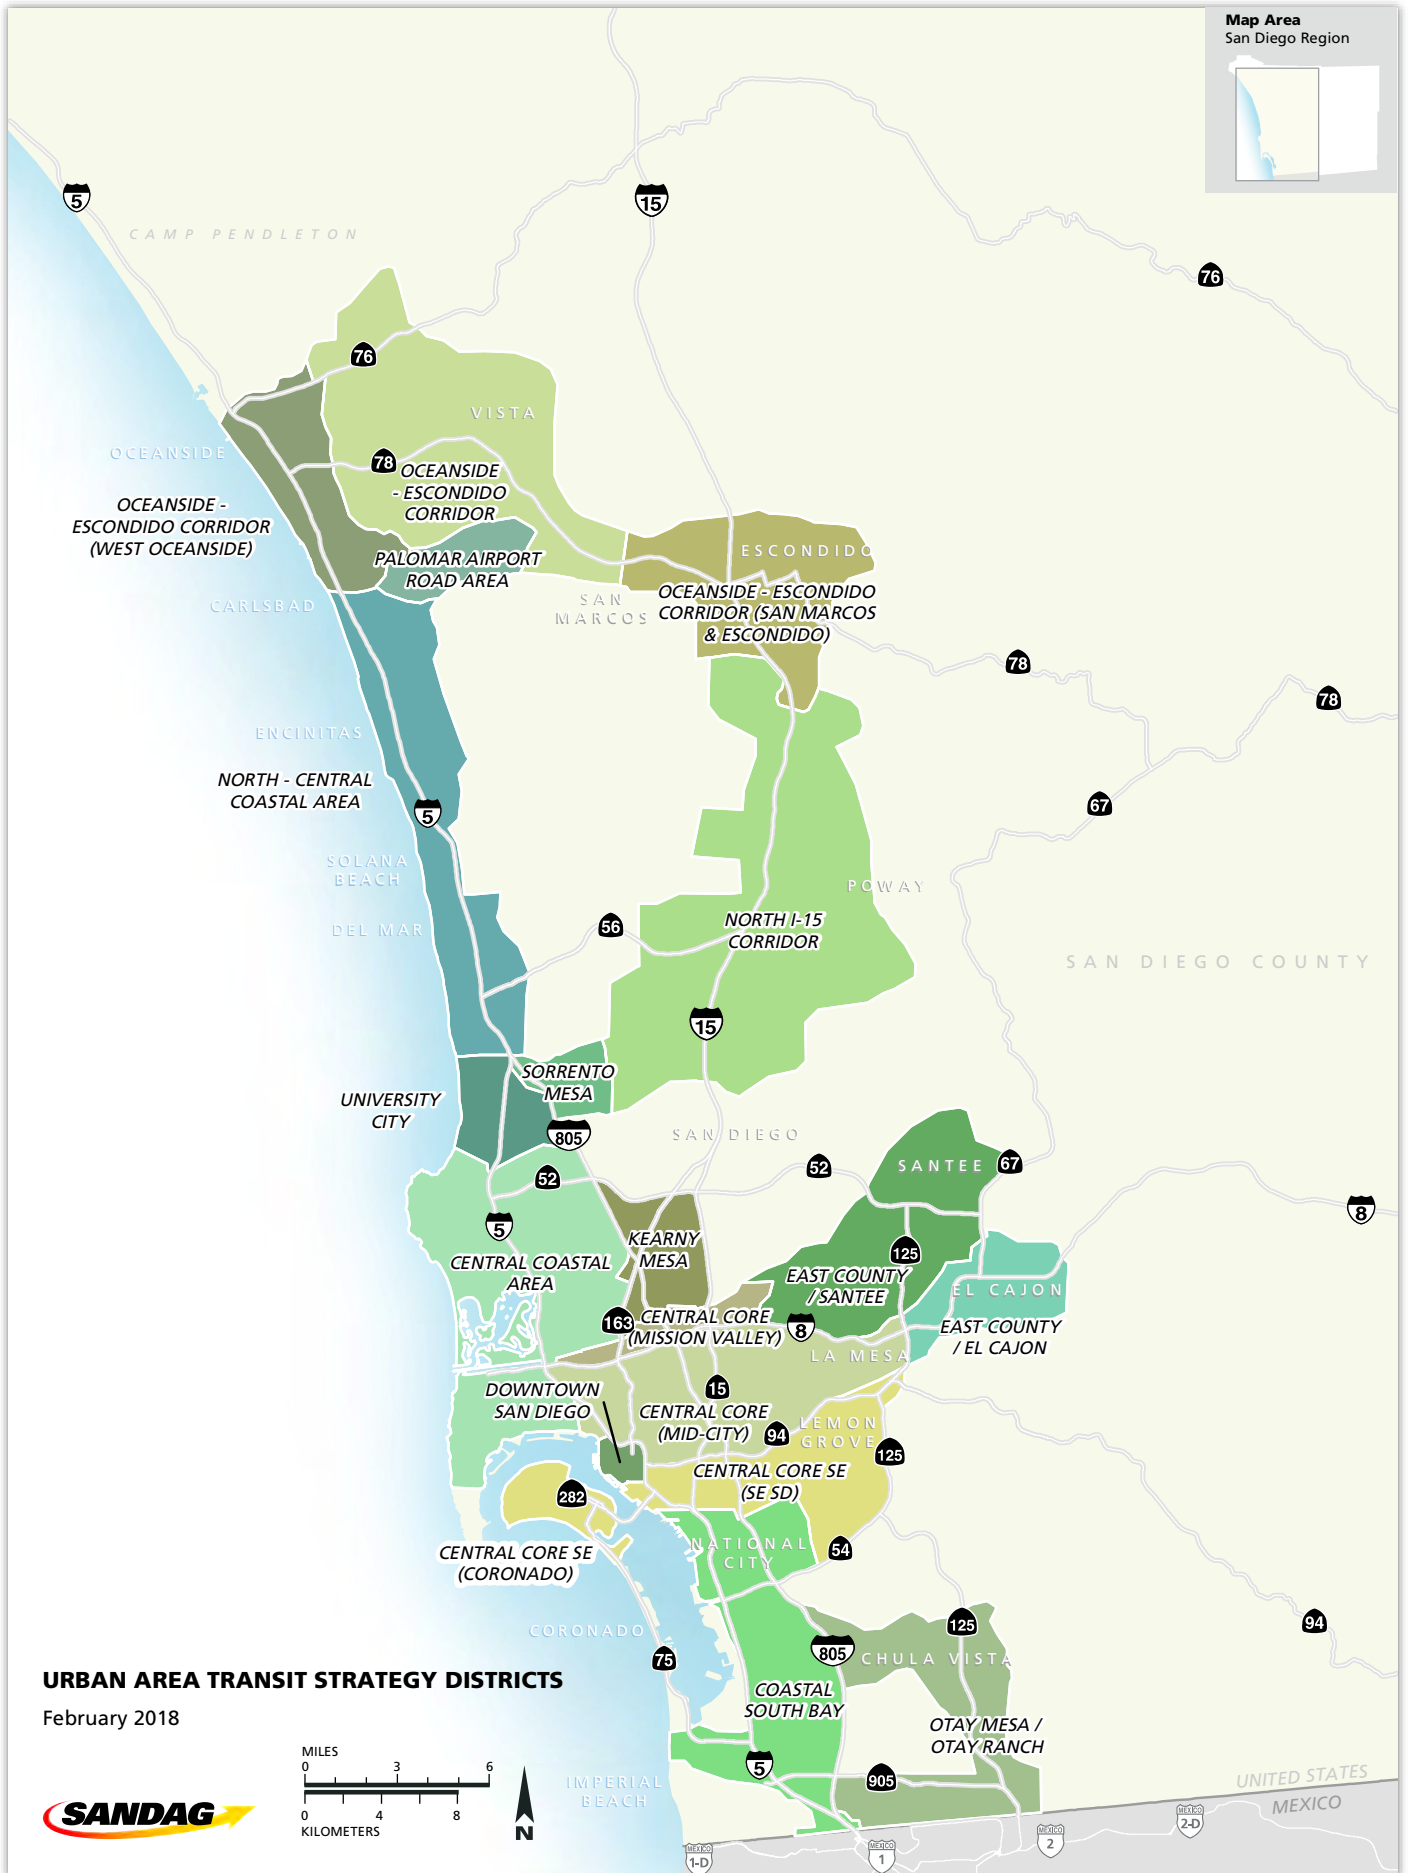 Map Area
San Diego Region
5
15
CAMP PENDLETON
76
76
VISTA
OCEANSIDE
78
OCEANSIDE
- ESCONDIDO
CORRIDOR
OCEANSIDE -
ESCONDIDO CORRIDOR
(WEST OCEANSIDE)
PALOMAR AIRPORT
ROAD AREA
ESCONDIDO
OCEANSIDE - ESCONDIDO
CORRIDOR (SAN MARCOS
& ESCONDIDO)
CARLSBAD
SAN
MARCOS
78
78
ENCINITAS
NORTH - CENTRAL
COASTAL AREA
5
67
SOLANA
BEACH
DEL MAR
POWAY
56
NORTH I-15
CORRIDOR
SAN DIEGO COUNTY
15
SORRENTO
MESA
UNIVERSITY
CITY
805
SAN DIEGO
52
52
SANTEE
67
5
8
KEARNY
MESA
125
CENTRAL COASTAL
AREA
EAST COUNTY
/ SANTEE
EL CAJON
163
CENTRAL CORE
(MISSION VALLEY)
8
EAST COUNTY
/ EL CAJON
LA MESA
DOWNTOWN
SAN DIEGO
15
CENTRAL CORE
(MID-CITY)
94
LEMON
GROVE
125
CENTRAL CORE SE
(SE SD)
282
NATIONAL
CITY
54
CENTRAL CORE SE
(CORONADO)
CORONADO
75
125
94
805
CHULA VISTA
COASTAL
SOUTH BAY
OTAY MESA /
OTAY RANCH
5
905
IMPERIAL
BEACH
UNITED STATES
MEXICO
MEXICO
1-D
MEXICO
1
MEXICO
2
MEXICO
2-D
URBAN AREA TRANSIT STRATEGY DISTRICTS
February 2018
MILES
0 3 6
0 4 8
KILOMETERS
N
SANDAG